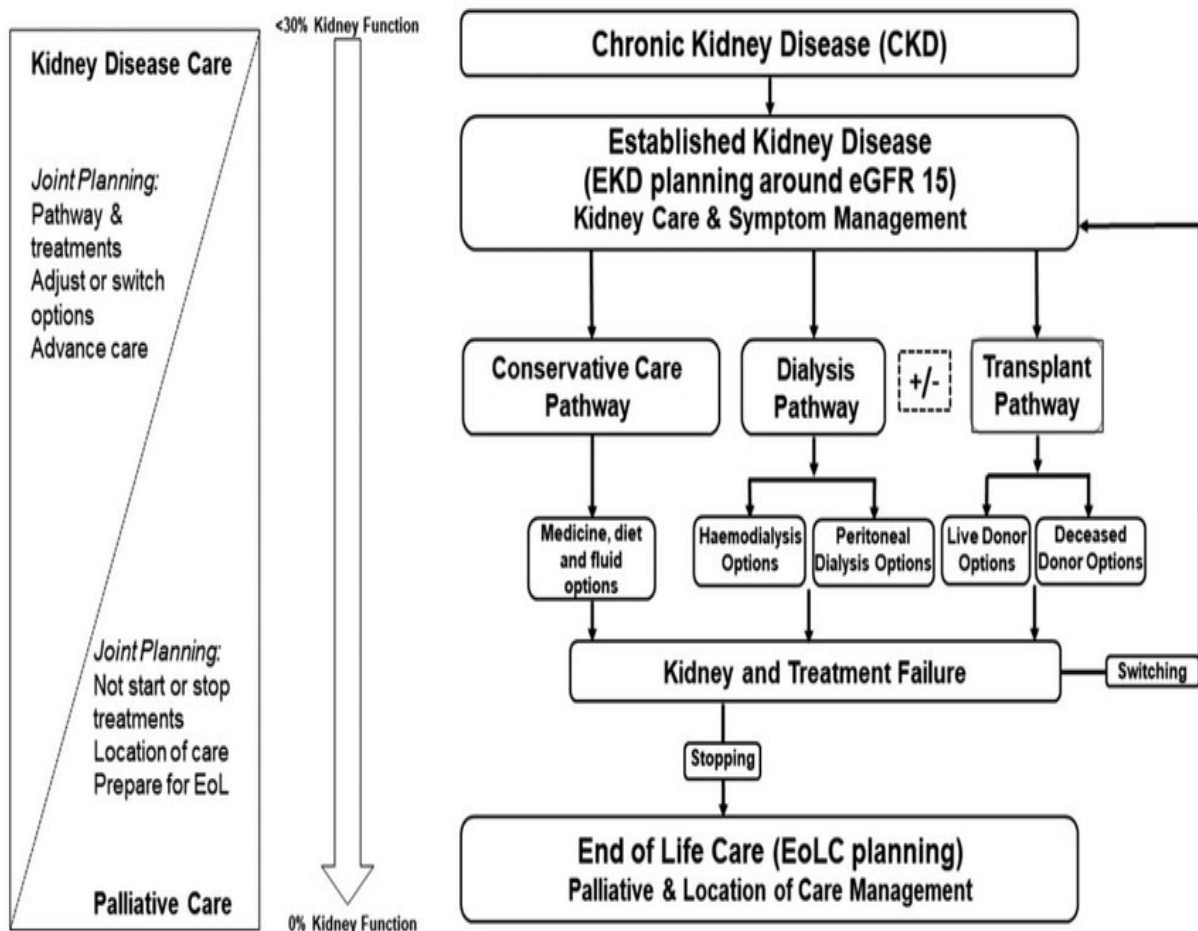 <30% Kidney Function
Kidney Disease Care
Joint Planning:
Pathway &
treatments
Adjust or switch
options
Advance care
Joint Planning:
Not start or stop
treatments
Location of care
Prepare for EoL
Palliative Care
0% Kidney Function
Chronic Kidney Disease (CKD)
Established Kidney Disease
(EKD planning around eGFR 15)
Kidney Care & Symptom Management
Conservative Care
Pathway
Dialysis
Pathway
+/-
Transplant
Pathway
Medicine, diet
and fluid
options
Haemodialysis
Options
Peritoneal
Dialysis Options
Live Donor
Options
Deceased
Donor Options
Kidney and Treatment Failure
Switching
Stopping
End of Life Care (EoLC planning)
Palliative & Location of Care Management